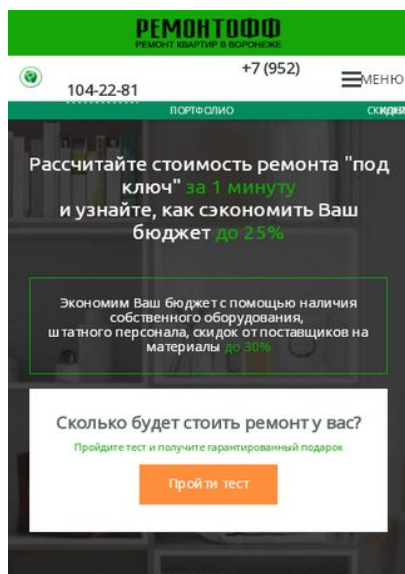 РЕМОНТОФФ
РЕМОНТ КВАРТИР В ВОРОНЕЖЕ
+7 (952)
104-22-81
МЕНЮ
ПОРТФОЛИО
Рассчитайте стоимость ремонта "под
ключ" за 1 минуту
и узнайте, как сэкономить Ваш
бюджет до 25%
Экономим Ваш бюджет с помощью наличия
собственного оборудования,
штатного персонала, скидок от поставщиков на
материалы до 30%
Сколько будет стоить ремонт у вас?
Пройдите тест и получите гарантированный подарок
Пройти тест